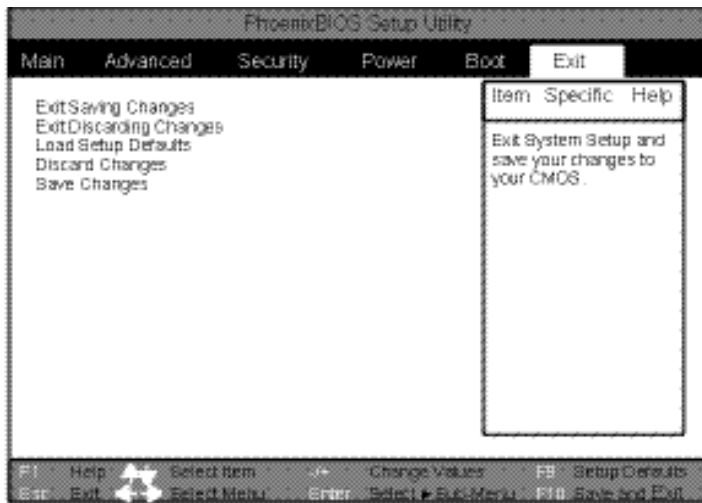 PhoenixBIOS Setup Utility
Main Advanced Security Power Boot Exit
Exit Saving Changes
Exit Discarding Changes
Load Setup Defaults
Discard Changes
Save Changes
Item Specific Help
Exit System Setup and
save your changes to
your CMOS.
F1 Help Select Item -/+ Change Values F9 Setup Defaults
Esc Exit Select Menu Enter Select ▶ Sub-Menu F10 Save and Exit